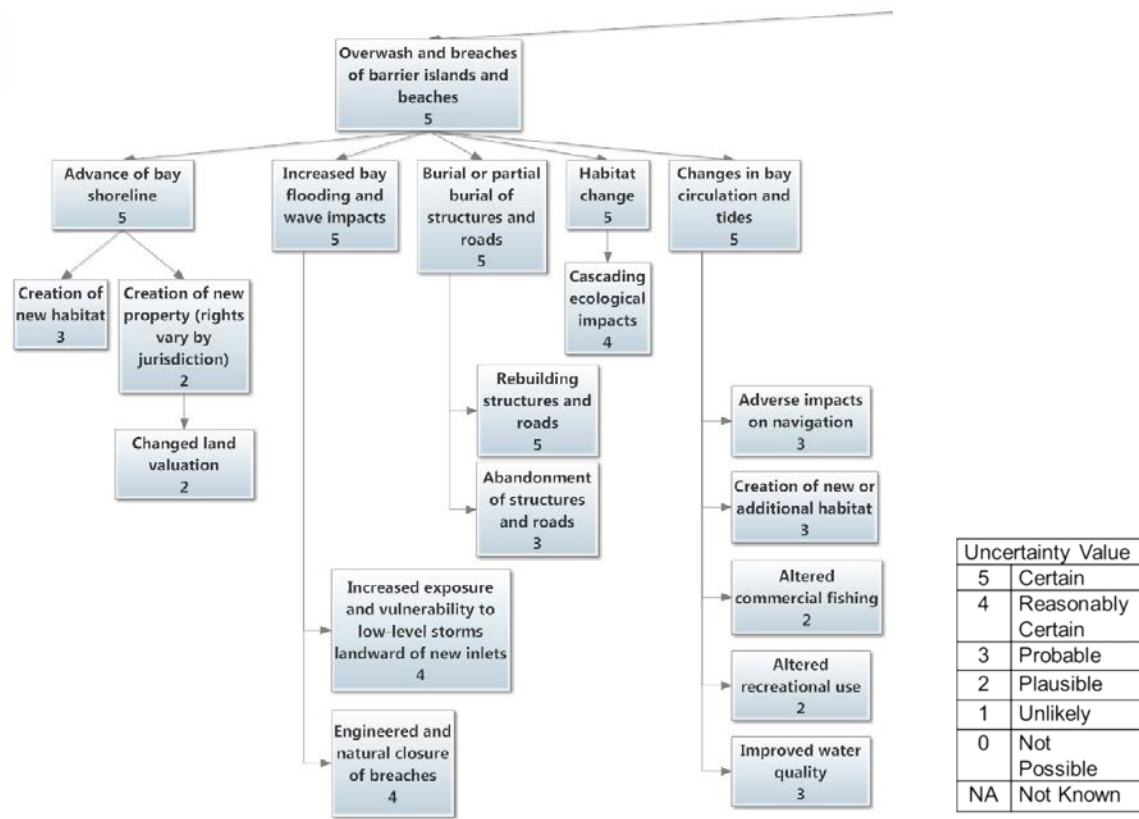 Overwash and breaches
of barrier islands and
beaches
5
Advance of bay
shoreline
5
Increased bay
flooding and
wave impacts
5
Burial or partial
burial of
structures and
roads
5
Habitat
change
5
Changes in bay
circulation and
tides
5
Creation of
new habitat
3
Creation of new
property (rights
vary by
jurisdiction)
2
Cascading
ecological
impacts
4
Changed land
valuation
2
Rebuilding
structures and
roads
5
Abandonment
of structures
and roads
3
Increased exposure
and vulnerability to
low-level storms
landward of new inlets
4
Engineered and
natural closure
of breaches
4
Adverse impacts
on navigation
3
Creation of new or
additional habitat
3
Altered
commercial fishing
2
Altered
recreational use
2
Improved water
quality
3
Uncertainty Value
5 Certain
4 Reasonably
Certain
3 Probable
2 Plausible
1 Unlikely
0 Not
Possible
NA Not Known